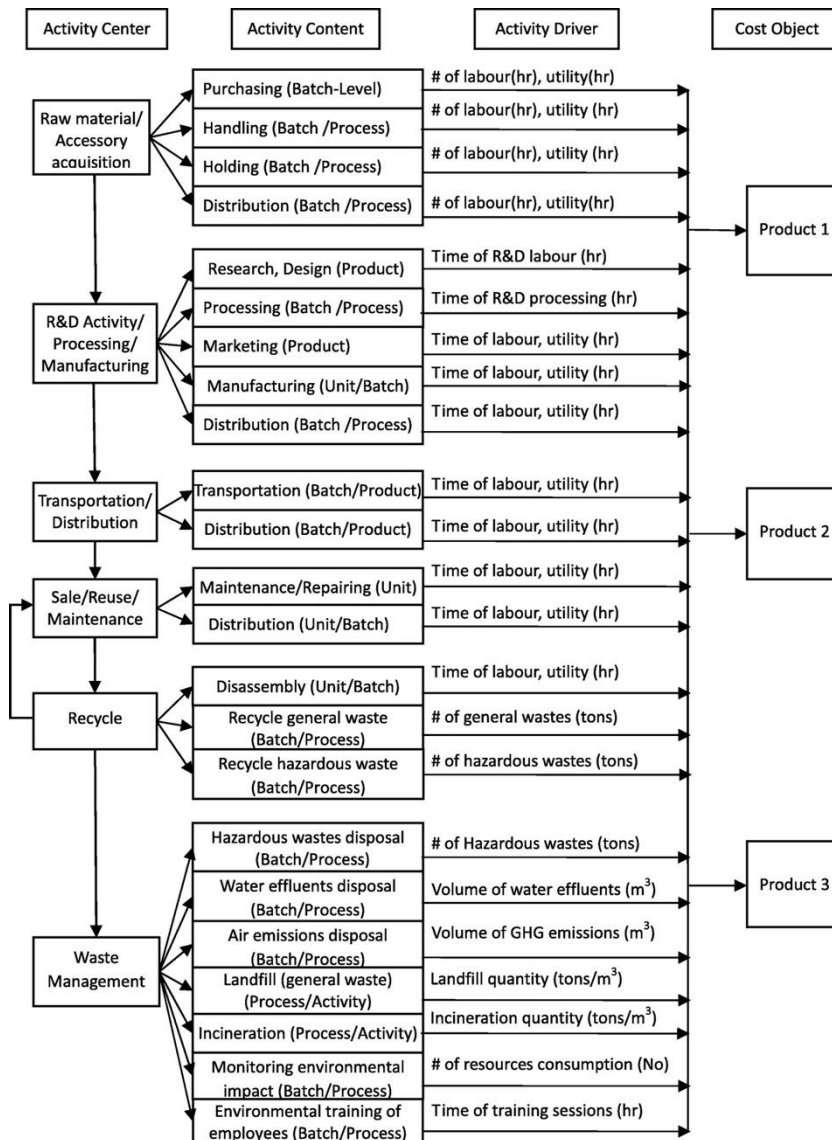 Activity Center
Activity Content
Activity Driver
Cost Object
Raw material/
Accessory
acquisition
Purchasing (Batch-Level)
# of labour(hr), utility(hr)
Handling (Batch /Process)
# of labour(hr), utility (hr)
Holding (Batch /Process)
# of labour(hr), utility (hr)
Distribution (Batch /Process)
# of labour(hr), utility(hr)
Product 1
R&D Activity/
Processing/
Manufacturing
Research, Design (Product)
Time of R&D labour (hr)
Processing (Batch /Process)
Time of R&D processing (hr)
Marketing (Product)
Time of labour, utility (hr)
Manufacturing (Unit/Batch)
Time of labour, utility (hr)
Distribution (Batch /Process)
Time of labour, utility (hr)
Transportation/
Distribution
Transportation (Batch/Product)
Time of labour, utility (hr)
Distribution (Batch/Product)
Time of labour, utility (hr)
Product 2
Sale/Reuse/
Maintenance
Maintenance/Repairing (Unit)
Time of labour, utility (hr)
Distribution (Unit/Batch)
Time of labour, utility (hr)
Recycle
Disassembly (Unit/Batch)
Time of labour, utility (hr)
Recycle general waste
(Batch/Process)
# of general wastes (tons)
Recycle hazardous waste
(Batch/Process)
# of hazardous wastes (tons)
Waste
Management
Hazardous wastes disposal
(Batch/Process)
# of Hazardous wastes (tons)
Water effluents disposal
(Batch/Process)
Volume of water effluents (m³)
Air emissions disposal
(Batch/Process)
Volume of GHG emissions (m³)
Landfill (general waste)
(Process/Activity)
Landfill quantity (tons/m³)
Incineration (Process/Activity)
Incineration quantity (tons/m³)
Monitoring environmental
impact (Batch/Process)
# of resources consumption (No)
Environmental training of
employees (Batch/Process)
Time of training sessions (hr)
Product 3